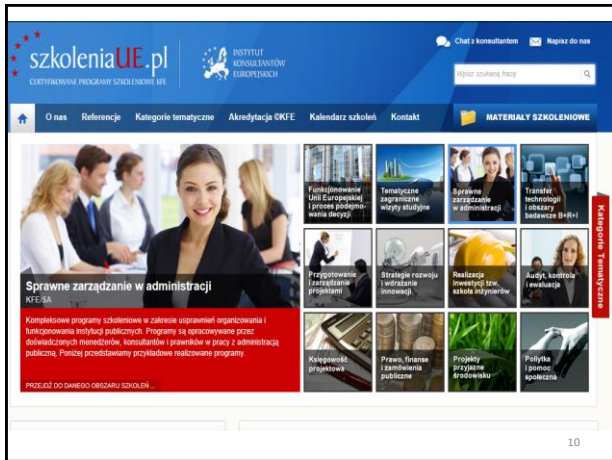 Chat z konsultantem
Napisz do nas
szkoleniaUE.pl
CERTYFIKOWANE PROGRAMY SZKOLENIOWE KFE
INSTYTUT
KONSULTANTÓW
EUROPEJSKICH
Wpisz szukaną frazę
O nas
Referencje
Kategorie tematyczne
Akredytacja ©KFE
Kalendarz szkoleń
Kontakt
MATERIAŁY SZKOLENIOWE
Sprawne zarządzanie w administracji
KFE/SA
Kompleksowe programy szkoleniowe w zakresie usprawnień organizowania i
funkcjonowania instytucji publicznych. Programy są opracowywane przez
doświadczonych menedżerów, konsultantów i prawników w pracy z administracją
publiczną. Poniżej przedstawiamy przykładowe realizowane programy.
PRZEJDŹ DO DANEGO OBSZARU SZKOLEŃ...
Funkcjonowanie
Unii Europejskiej
i proces podejmo-
wania decyzji
Tematyczne
zagraniczne
wizyty studyjne
Sprawne
zarządzanie
w administracji
Transfer
technologii
i obszary
badawcze B+R+I
Przygotowanie
i zarządzanie
projektami
Strategie rozwoju
i wdrażanie
innowacji
Realizacja
inwestycji tzw.
szkoła inżynierów
Audyt, kontrola
i ewaluacja
Księgowość
projektowa
Prawo, finanse
i zamówienia
publiczne
Projekty
przyjazne
środowisku
Polityka
i pomoc
społeczna
Kategorie Tematyczne
10